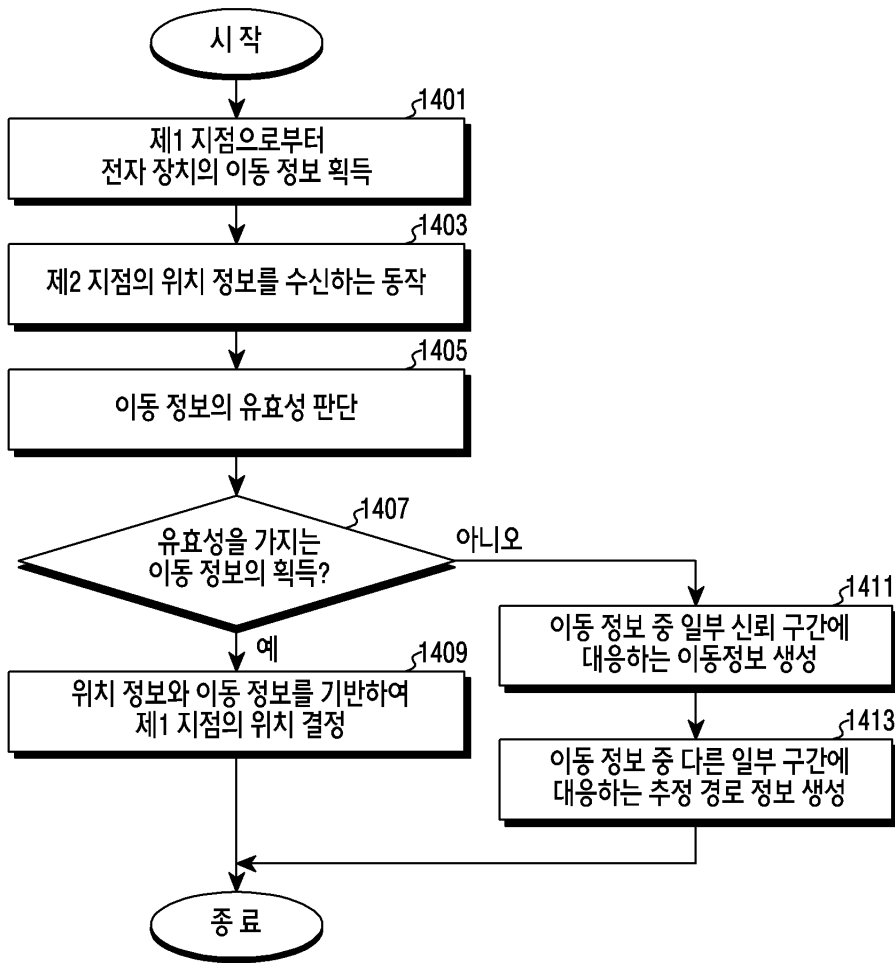 시 작
1401
제1 지점으로부터
전자 장치의 이동 정보 획득
1403
제2 지점의 위치 정보를 수신하는 동작
1405
이동 정보의 유효성 판단
1407
유효성을 가지는
이동 정보의 획득?
아니오
예
1409
위치 정보와 이동 정보를 기반하여
제1 지점의 위치 결정
1411
이동 정보 중 일부 신뢰 구간에
대응하는 이동정보 생성
1413
이동 정보 중 다른 일부 구간에
대응하는 추정 경로 정보 생성
종 료